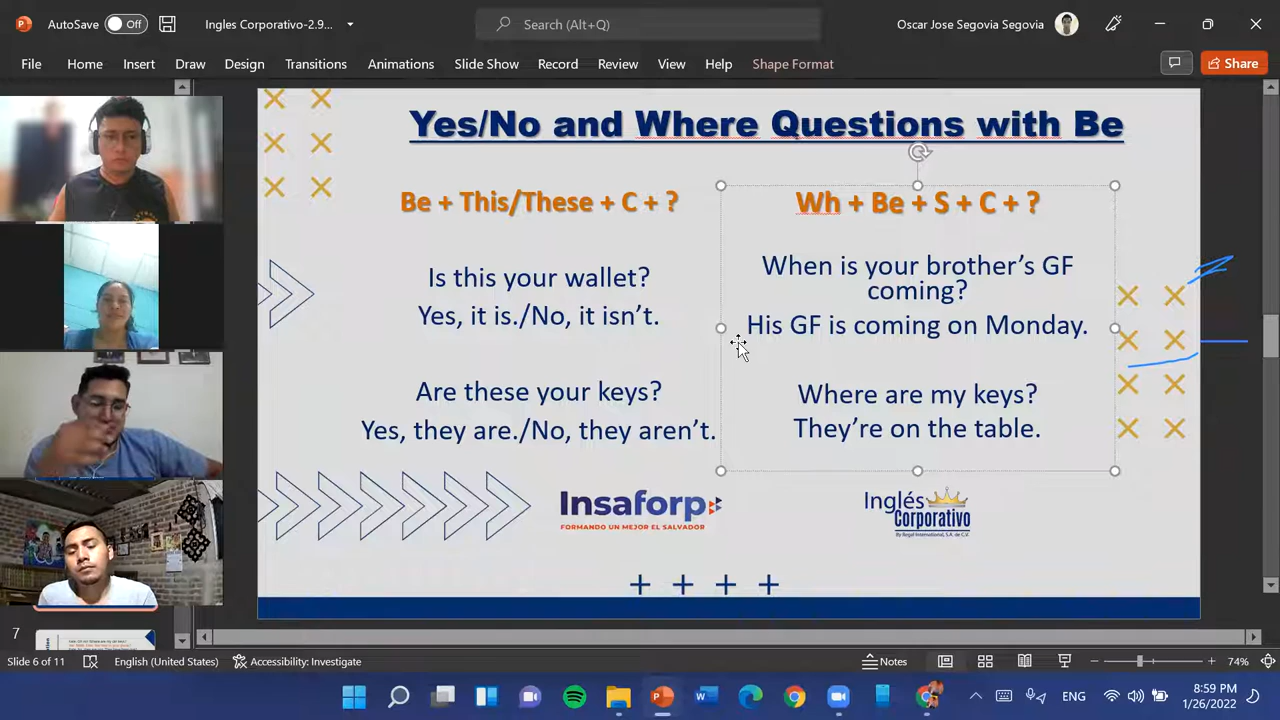 AutoSave Off Ingles Corporativo-2.9... Search (Alt+Q) Oscar Jose Segovia Segovia
File Home Insert Draw Design Transitions Animations Slide Show Record Review View Help Shape Format Share
Yes/No and Where Questions with Be
Be + This/These + C + ?
Is this your wallet?
Yes, it is./No, it isn't.
Are these your keys?
Yes, they are./No, they aren't.
Wh + Be + S + C + ?
When is your brother's GF
coming?
His GF is coming on Monday.
Where are my keys?
They're on the table.
Insaforp
FORMANDO UN MEJOR EL SALVADOR
Inglés
Corporativo
By Regal International, S.A. de C.V.
7
Slide 6 of 11 English (United States) Accessibility: Investigate Notes 74%
ENG 8:59 PM
1/26/2022